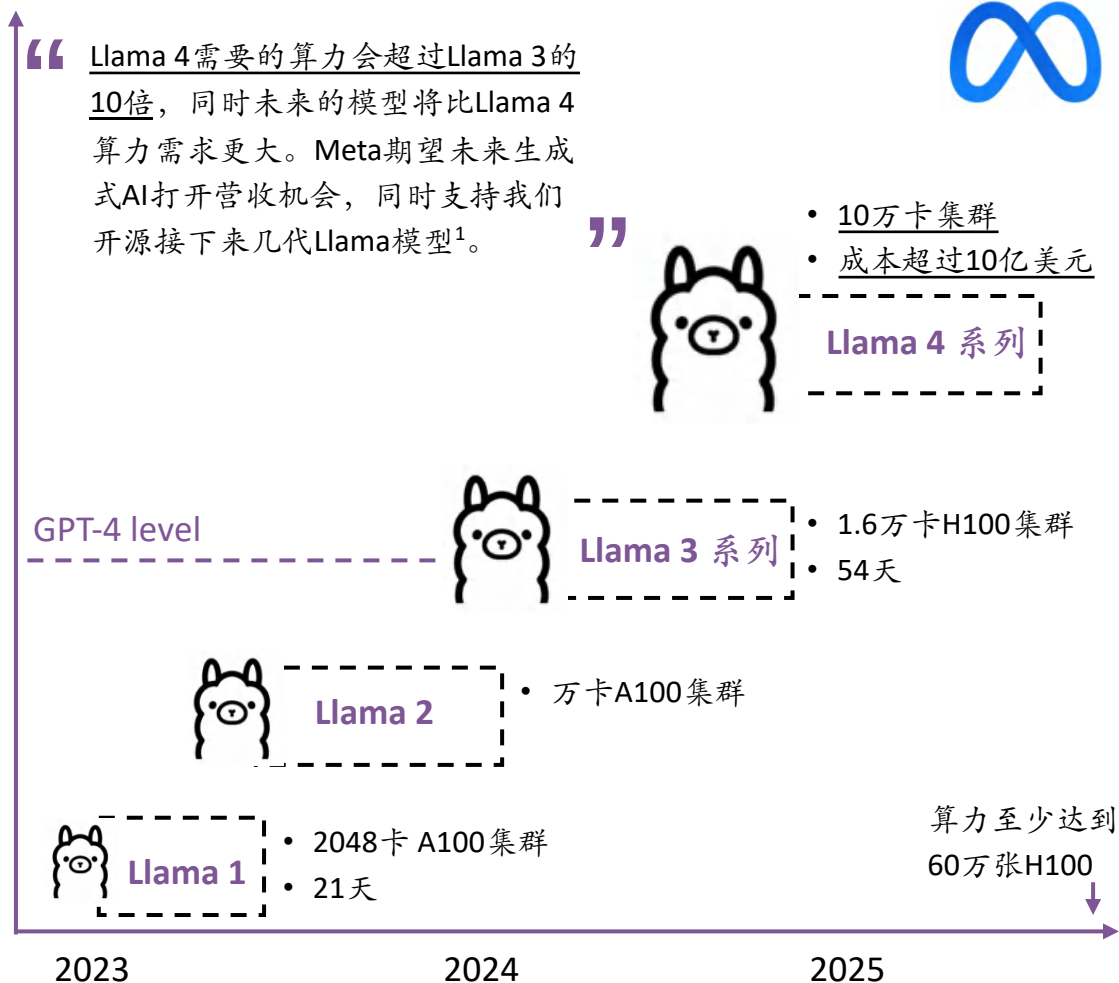 “ Llama 4需要的算力会超过Llama 3的
10倍，同时未来的模型将比Llama 4
算力需求更大。Meta期望未来生成
式AI打开营收机会，同时支持我们
开源接下来几代Llama模型¹。 ”
• 10万卡集群
• 成本超过10亿美元
Llama 4 系列
GPT-4 level
Llama 3 系列
• 1.6万卡H100集群
• 54天
Llama 2
• 万卡A100集群
Llama 1
• 2048卡 A100集群
• 21天
算力至少达到
60万张H100
2023 2024 2025